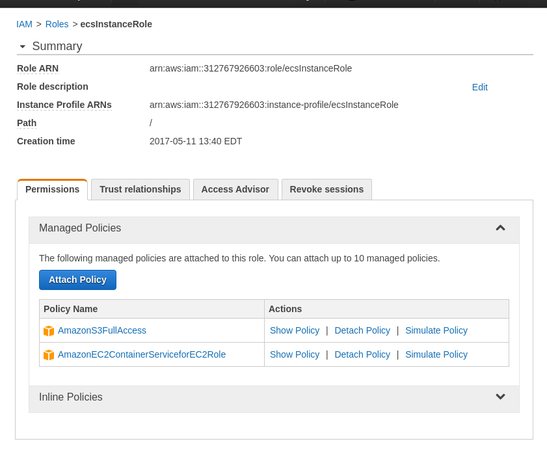 IAM > Roles > ecsInstanceRole
Summary
Role ARN arn:aws:iam::312767926603:role/ecsInstanceRole
Role description Edit
Instance Profile ARNs arn:aws:iam::312767926603:instance-profile/ecsInstanceRole
Path /
Creation time 2017-05-11 13:40 EDT
Permissions Trust relationships Access Advisor Revoke sessions
Managed Policies
The following managed policies are attached to this role. You can attach up to 10 managed policies.
Attach Policy
Policy Name Actions
AmazonS3FullAccess Show Policy | Detach Policy | Simulate Policy
AmazonEC2ContainerServiceforEC2Role Show Policy | Detach Policy | Simulate Policy
Inline Policies